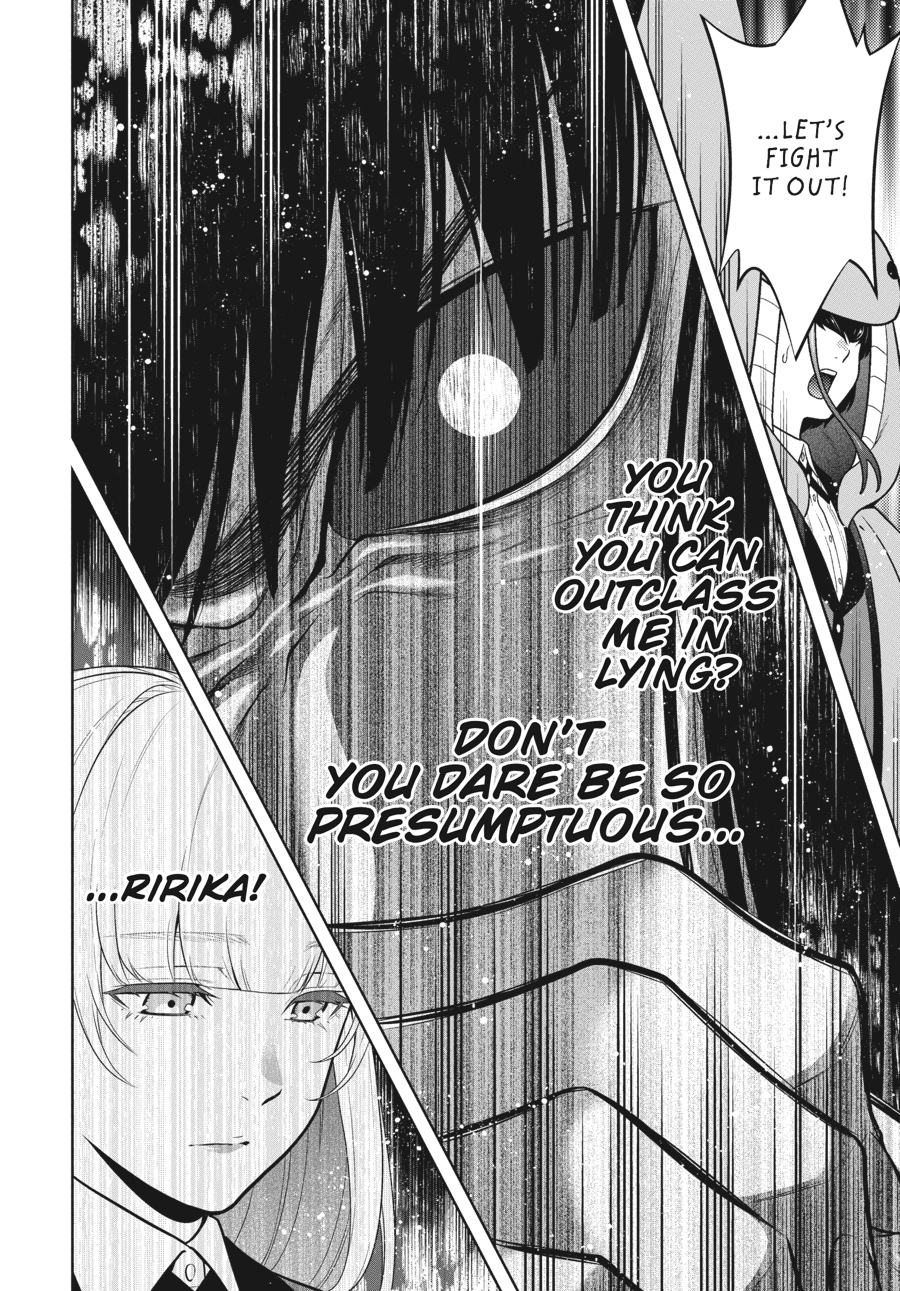 ...LET'S
FIGHT
IT OUT!
YOU
THINK
YOU CAN
OUTCLASS
ME IN
LYING?
DON'T
YOU DARE BE SO
PRESUMPTUOUS...
...RIRIKA!